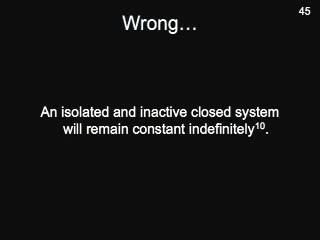 45
Wrong…
An isolated and inactive closed system
will remain constant indefinitely¹⁰.